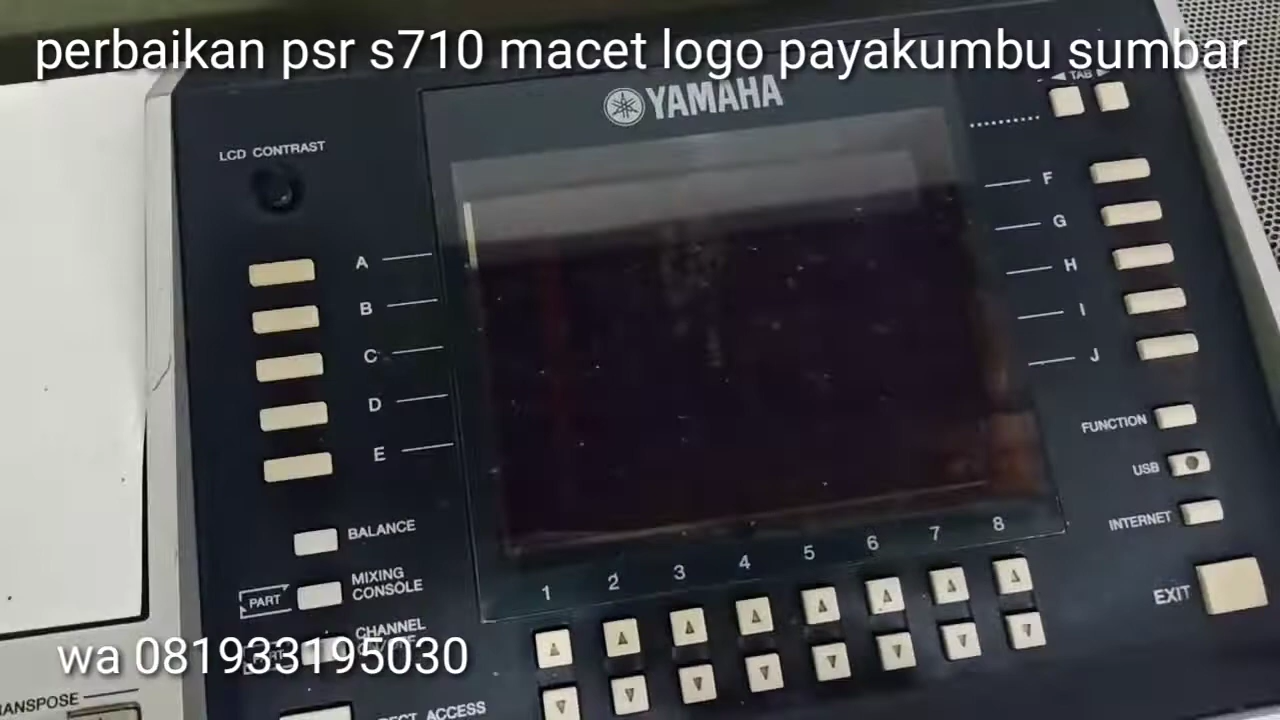 perbaikan psr s710 macet logo payakumbu sumbar
YAMAHA
TAB
LCD CONTRAST
A
B
C
D
E
F
G
H
I
J
FUNCTION
USB
INTERNET
EXIT
BALANCE
PART
MIXING
CONSOLE
CHANNEL
1 2 3 4 5 6 7 8
wa 081933195030
ACCESS